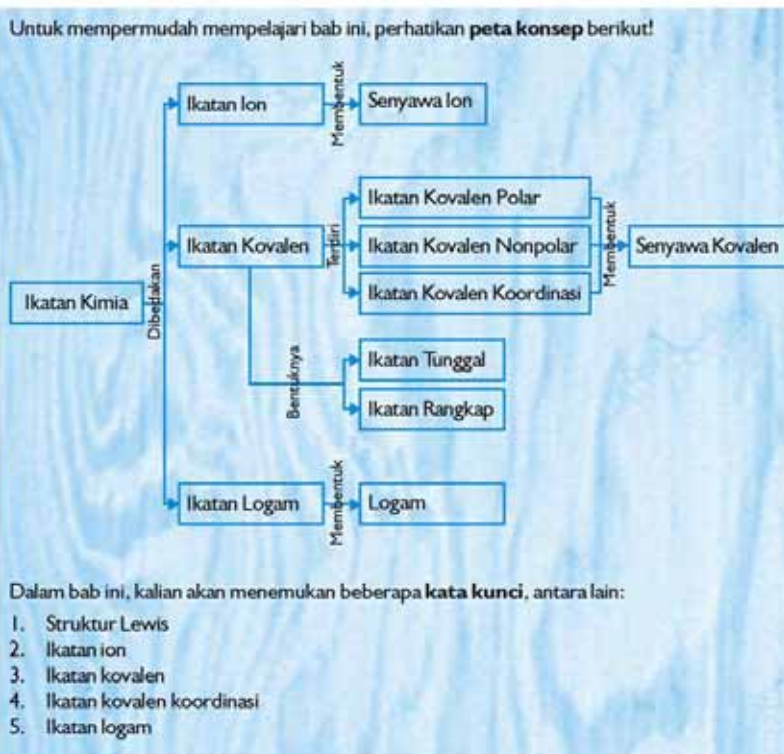 Untuk mempermudah mempelajari bab ini, perhatikan peta konsep berikut!
Ikatan Ion
Membentuk
Senyawa Ion
Ikatan Kimia
Dibedakan
Ikatan Kovalen
Terdiri
Ikatan Kovalen Polar
Ikatan Kovalen Nonpolar
Ikatan Kovalen Koordinasi
Membentuk
Senyawa Kovalen
Bentuknya
Ikatan Tunggal
Ikatan Rangkap
Ikatan Logam
Membentuk
Logam
Dalam bab ini, kalian akan menemukan beberapa kata kunci, antara lain:
1. Struktur Lewis
2. Ikatan ion
3. Ikatan kovalen
4. Ikatan kovalen koordinasi
5. Ikatan logam